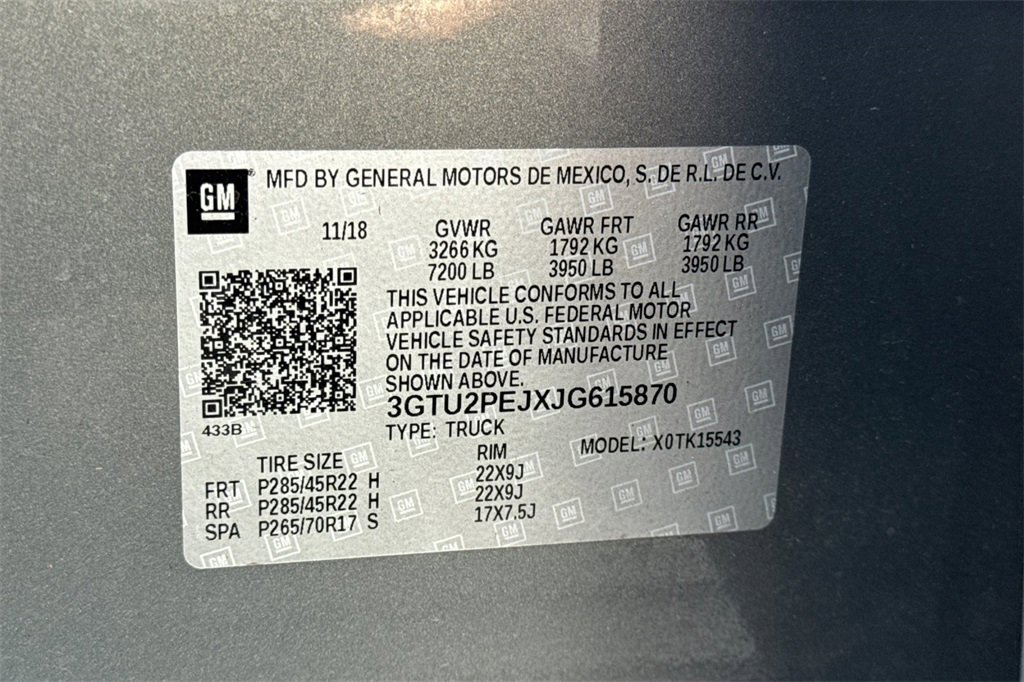 GM
MFD BY GENERAL MOTORS DE MEXICO, S. DE R.L. DE C.V.
11/18 GVWR GAWR FRT GAWR RR
3266 KG 1792 KG 1792 KG
7200 LB 3950 LB 3950 LB
THIS VEHICLE CONFORMS TO ALL
APPLICABLE U.S. FEDERAL MOTOR
VEHICLE SAFETY STANDARDS IN EFFECT
ON THE DATE OF MANUFACTURE
SHOWN ABOVE.
3GTU2PEJXJG615870
433B
TYPE: TRUCK MODEL: X0TK15543
TIRE SIZE RIM
FRT P285/45R22 H 22X9J
RR P285/45R22 H 22X9J
SPA P265/70R17 S 17X7.5J